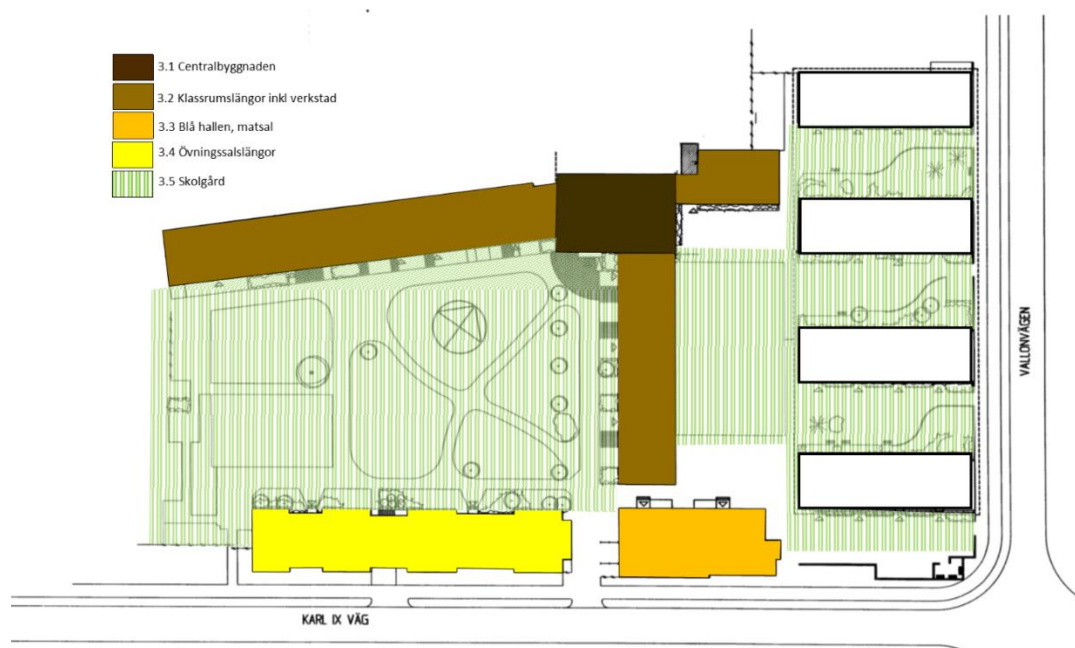 3.1 Centralbyggnaden
3.2 Klassrumslängor inkl verkstad
3.3 Blå hallen, matsal
3.4 Övningssalslängor
3.5 Skolgård
VALLONVÄGEN
KARL IX VÄG